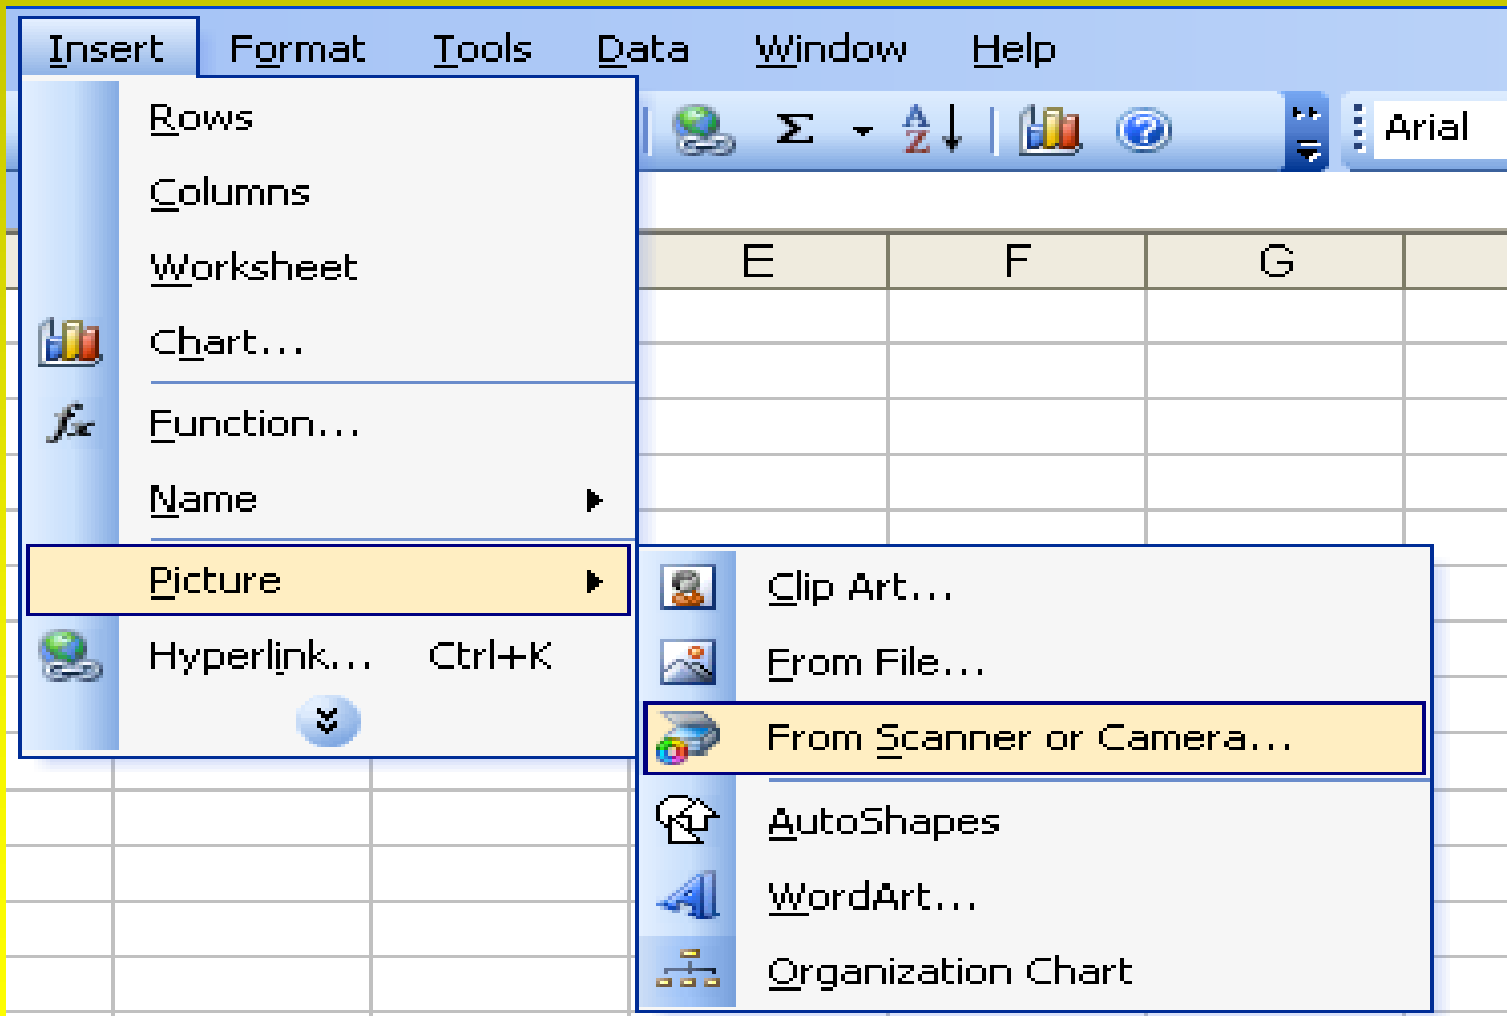 Insert Format Tools Data Window Help
Arial
Rows
Columns
Worksheet
E F G
Chart...
Function...
Name
Picture
Hyperlink... Ctrl+K
Clip Art...
From File...
From Scanner or Camera...
AutoShapes
WordArt...
Organization Chart